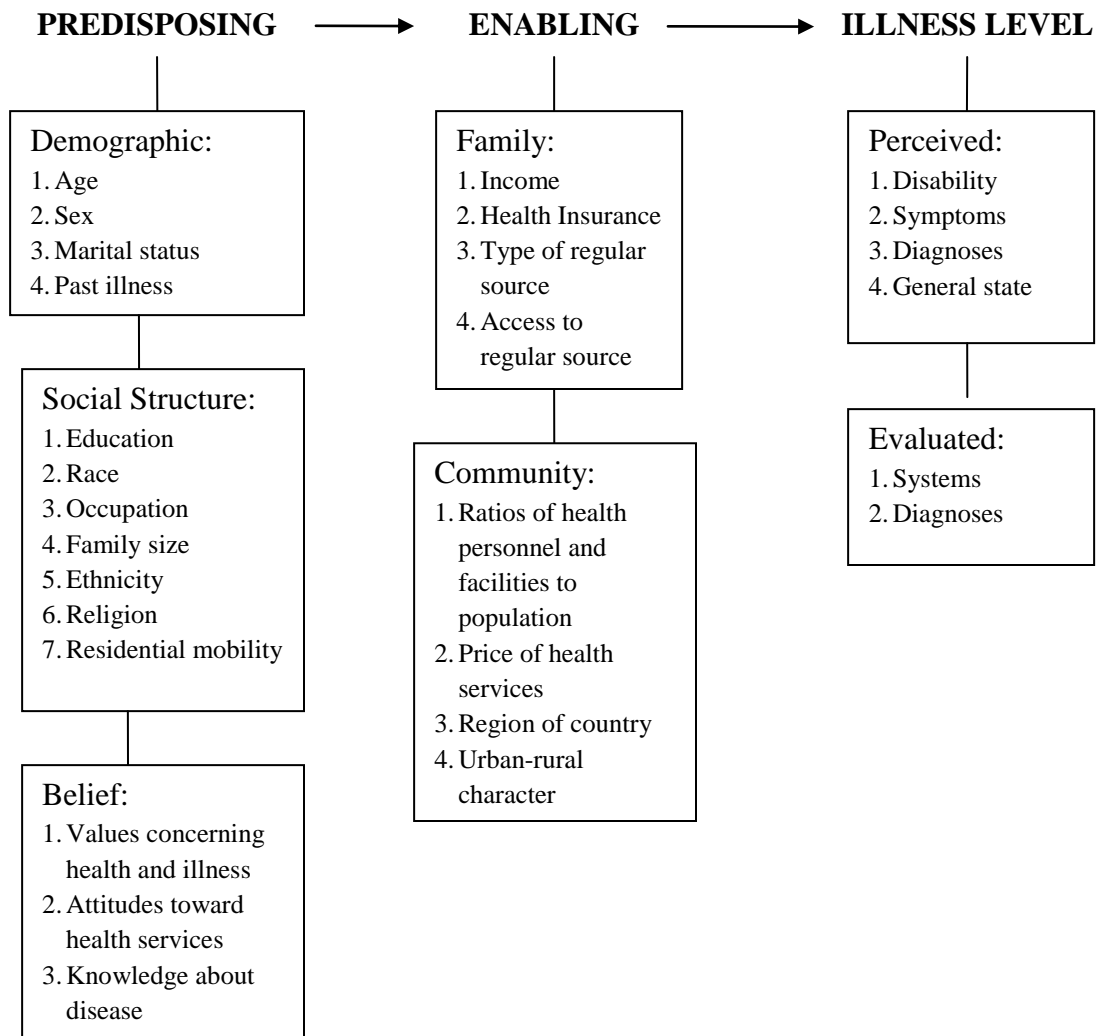 PREDISPOSING
ENABLING
ILLNESS LEVEL
Demographic:
1. Age
2. Sex
3. Marital status
4. Past illness
Social Structure:
1. Education
2. Race
3. Occupation
4. Family size
5. Ethnicity
6. Religion
7. Residential mobility
Belief:
1. Values concerning
health and illness
2. Attitudes toward
health services
3. Knowledge about
disease
Family:
1. Income
2. Health Insurance
3. Type of regular
source
4. Access to
regular source
Community:
1. Ratios of health
personnel and
facilities to
population
2. Price of health
services
3. Region of country
4. Urban-rural
character
Perceived:
1. Disability
2. Symptoms
3. Diagnoses
4. General state
Evaluated:
1. Systems
2. Diagnoses